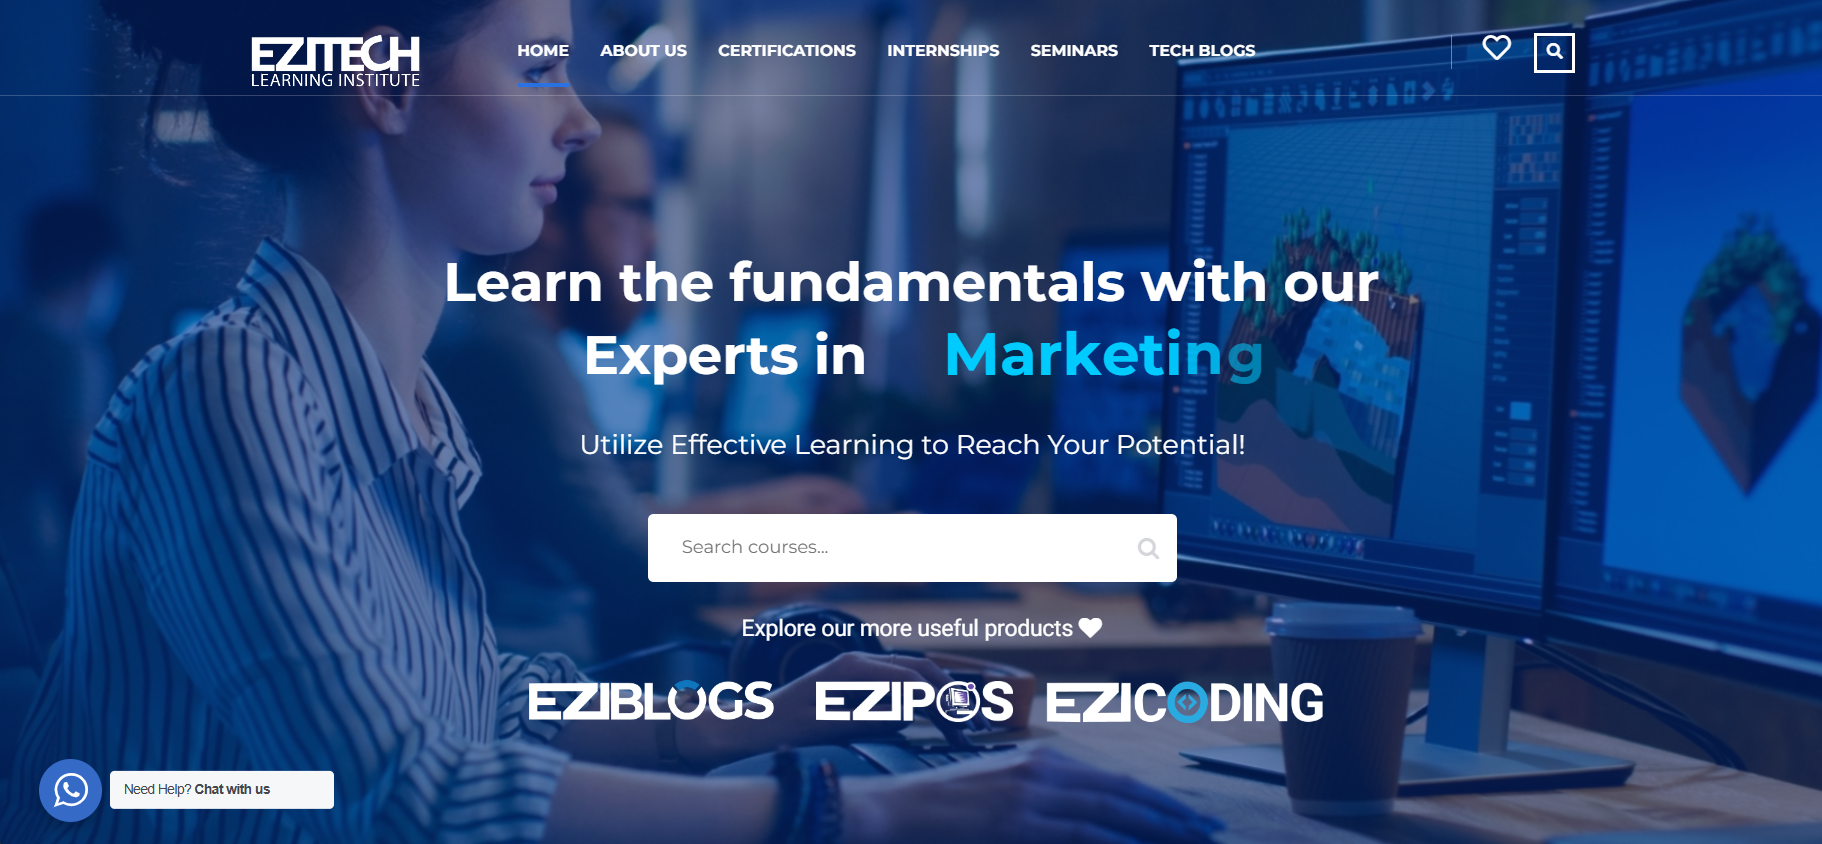 EZITECH
LEARNING INSTITUTE
HOME ABOUT US CERTIFICATIONS INTERNSHIPS SEMINARS TECH BLOGS
Learn the fundamentals with our
Experts in Marketing
Utilize Effective Learning to Reach Your Potential!
Search courses...
Explore our more useful products
EZIBLOGS EZIPOS EZICODING
Need Help? Chat with us